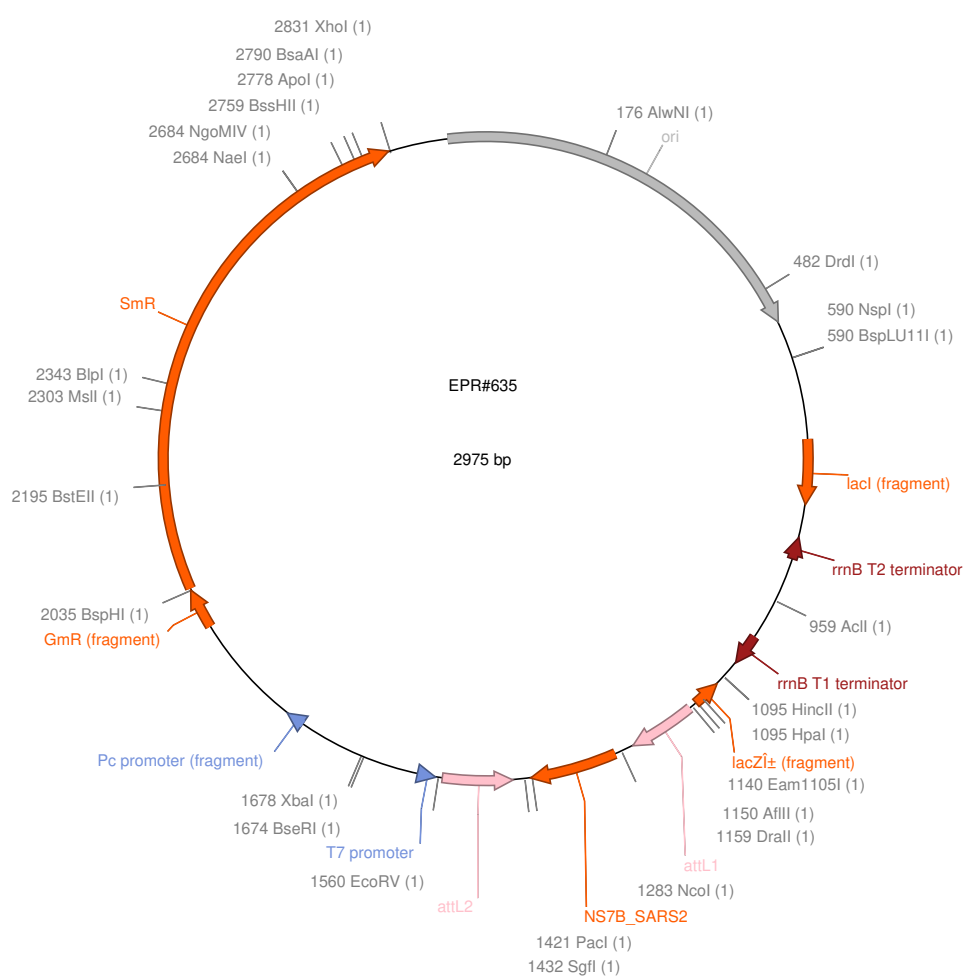 2831 XhoI (1)
2790 BsaAI (1)
2778 ApoI (1)
2759 BssHII (1)
2684 NgoMIV (1)
2684 NaeI (1)
176 AlwNI (1)
ori
482 DrdI (1)
590 NspI (1)
590 BspLU11I (1)
SmR
2343 BlpI (1)
2303 MslI (1)
EPR#635
2975 bp
2195 BstEII (1)
lacI (fragment)
rrnB T2 terminator
2035 BspHI (1)
GmR (fragment)
959 AclI (1)
rrnB T1 terminator
1095 HincII (1)
1095 HpaI (1)
lacZÎ± (fragment)
Pc promoter (fragment)
1140 Eam1105I (1)
1678 XbaI (1)
1150 AflII (1)
1674 BseRI (1)
1159 DraII (1)
T7 promoter
attL1
1560 EcoRV (1)
1283 NcoI (1)
attL2
NS7B_SARS2
1421 PacI (1)
1432 SgfI (1)